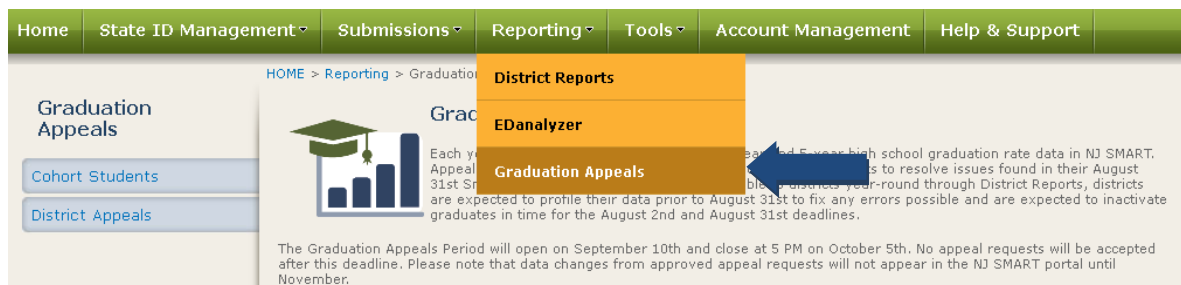 Home State ID Management Submissions Reporting Tools Account Management Help & Support
HOME > Reporting > Graduation
District Reports
EDanalyzer
Graduation Appeals
Graduation
Appeals
Cohort Students
District Appeals
Grad
Each 5-year high school graduation rate data in NJ SMART.
Appeal to resolve issues found in their August
31st districts year-round through District Reports, districts
are expected to profile their data prior to August 31st to fix any errors possible and are expected to inactivate
graduates in time for the August 2nd and August 31st deadlines.
The Graduation Appeals Period will open on September 10th and close at 5 PM on October 5th. No appeal requests will be accepted
after this deadline. Please note that data changes from approved appeal requests will not appear in the NJ SMART portal until
November.